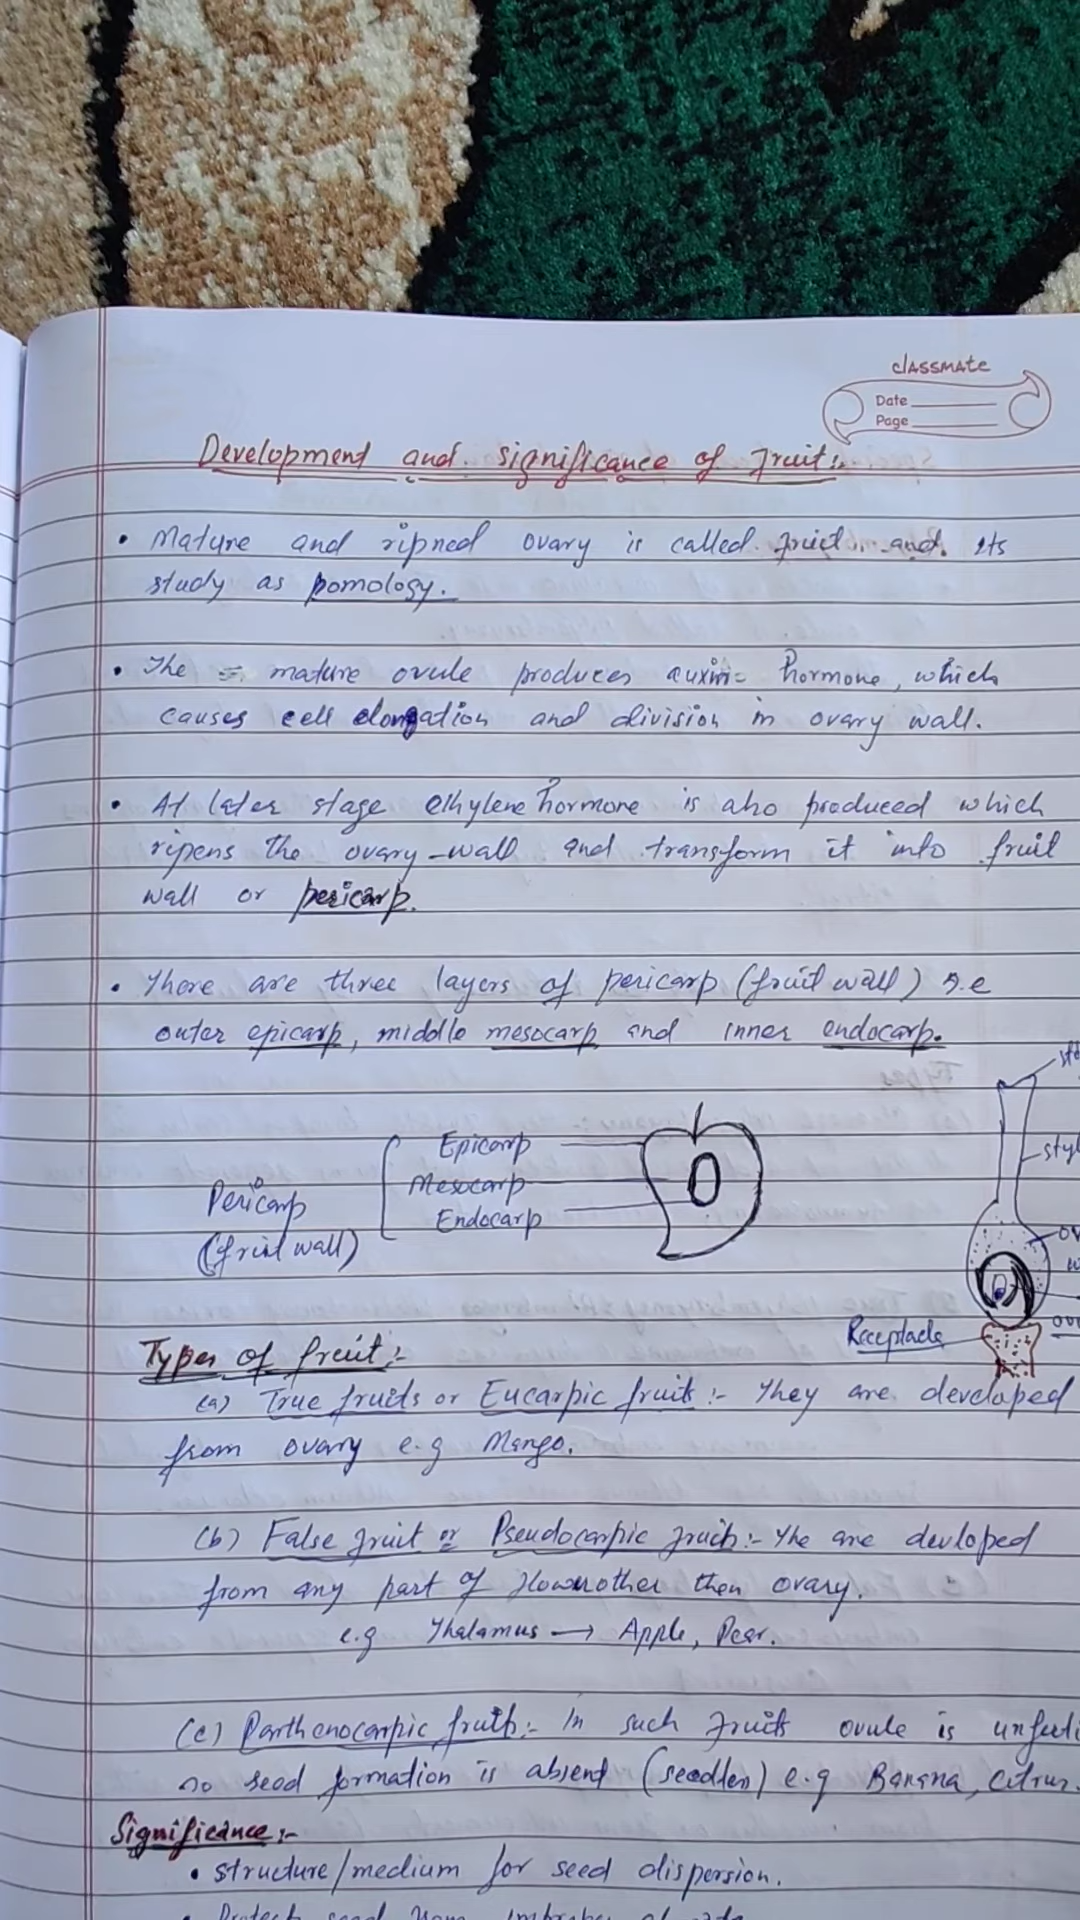 classmate
Date
Page
Development and significance of fruit:-
• Mature and ripned ovary is called fruit and its
study as pomology.
• The mature ovule produces auxin- hormone, which
causes cell elongation and division in ovary wall.
• At later stage ethylene hormone is also produced which
ripens the ovary-wall and transform it into fruit
wall or pericarp.
• There are three layers of pericarp (fruit wall) i.e
outer epicarp, middle mesocarp and inner endocarp.
Epicarp
Mesocarp
Endocarp
Pericarp
(fruit wall)
Receptacle
Types of fruit:-
(a) True fruits or Eucarpic fruit:- They are developed
from ovary e.g Mango.
(b) False fruit or Pseudocarpic fruit:- The are devloped
from any part of flower other then ovary.
e.g Thalamus → Apple, Pear.
(c) Parthenocarpic fruit:- In such fruits ovule is
so seed formation is absent (seedless) e.g Banana, citrus.
Significance:-
• structure/medium for seed dispersion.
• Protect seed from